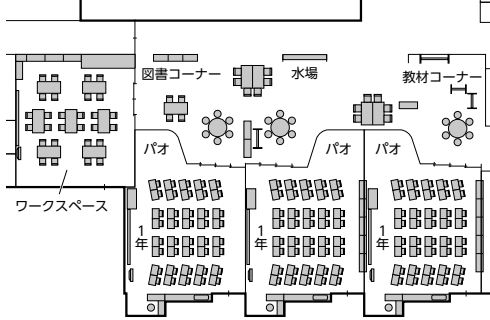 図書コーナー
水場
教材コーナー
パオ
パオ
パオ
ワークスペース
1年
1年
1年